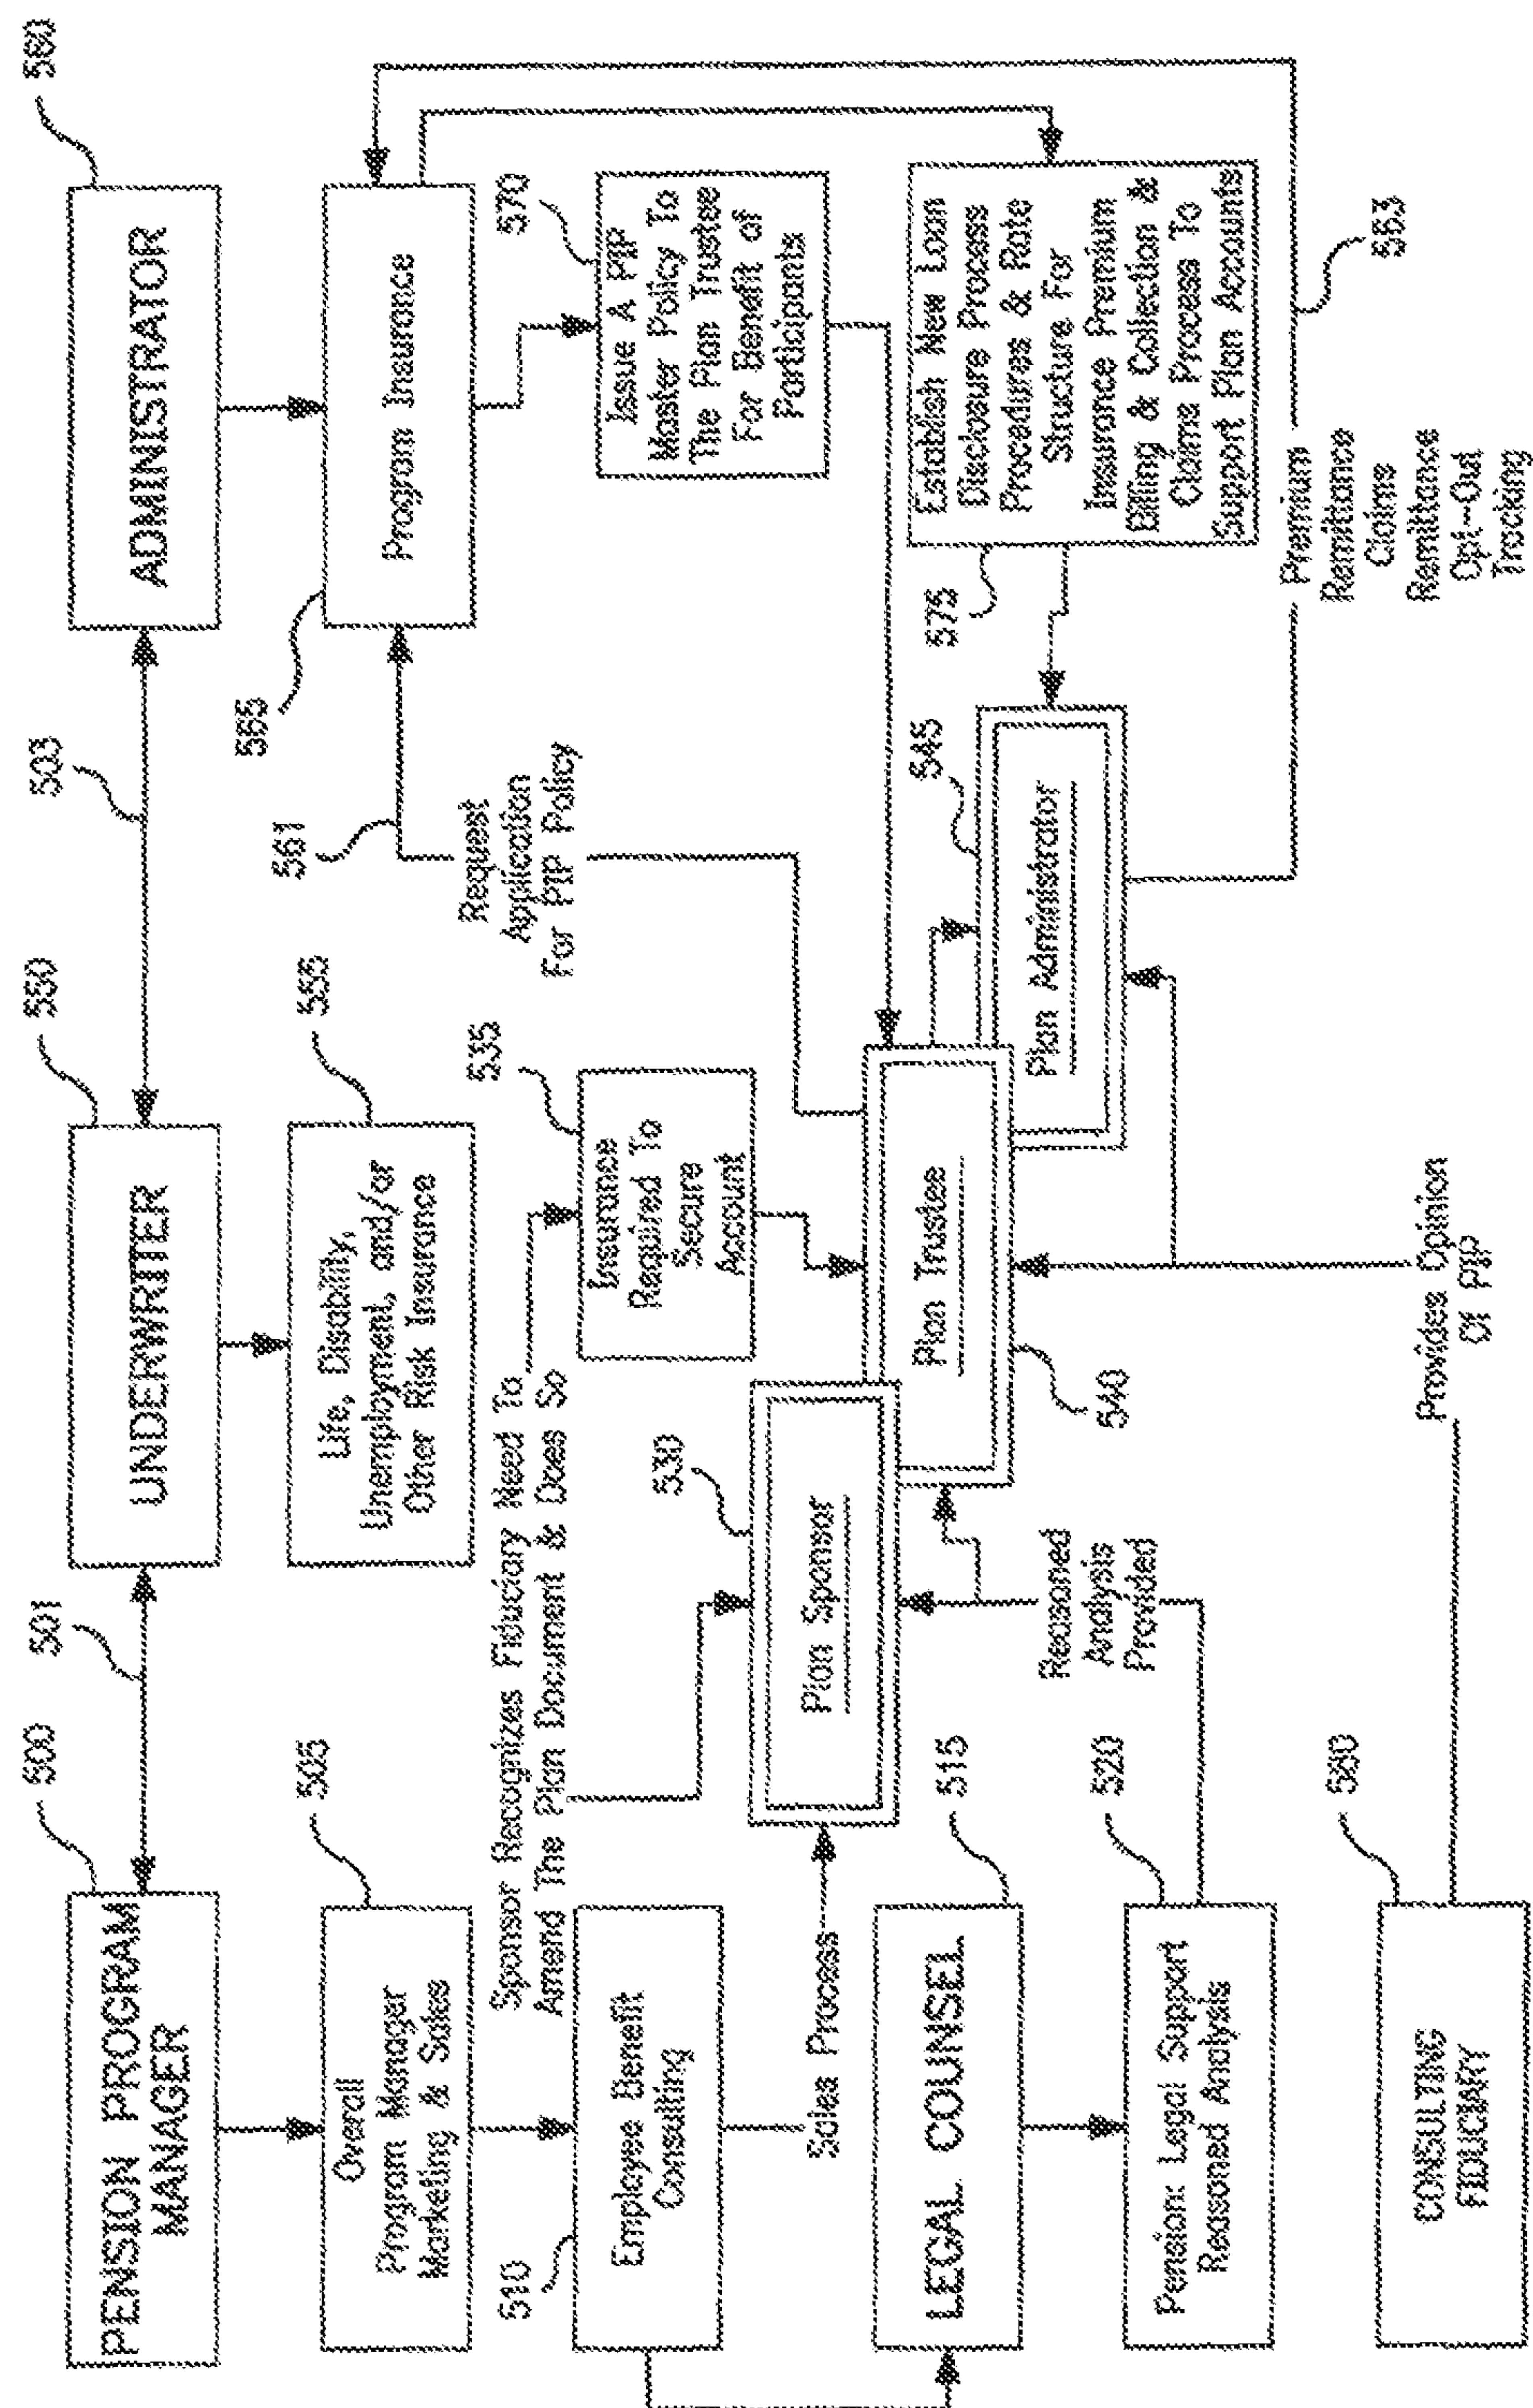 500
501
550
503
560
PENSION PROGRAM
MANAGER
UNDERWRITER
ADMINISTRATOR
505
555
561
565
Overall
Program Manager
Marketing & Sales
Life, Disability,
Unemployment, and/or
Other Risk Insurance
Program Insurance
Sponsor Recognizes Fiduciary Need To
Amend The Plan Document & Does So
535
Request
Application
For PIP Policy
570
510
Employee Benefit
Consulting
Insurance
Required To
Secure
Account
Issue A PIP
Master Policy To
The Plan Trustee
For Benefit of
Participants
530
Sales Process
Plan Sponsor
Plan Trustee
540
545
Plan Administrator
575
Establish New Loan
Disclosure Process
Procedures & Rate
Structure For
Insurance Premium
Billing & Collection &
Claims Process To
Support Plan Accounts
515
LEGAL COUNSEL
Reasoned
Analysis
Provided
520
Pension: Legal Support
Reasoned Analysis
Premium
Remittance
Claims
Remittance
Opt-Out
Tracking
563
580
CONSULTING
FIDUCIARY
Provides Opinion
Of PIP